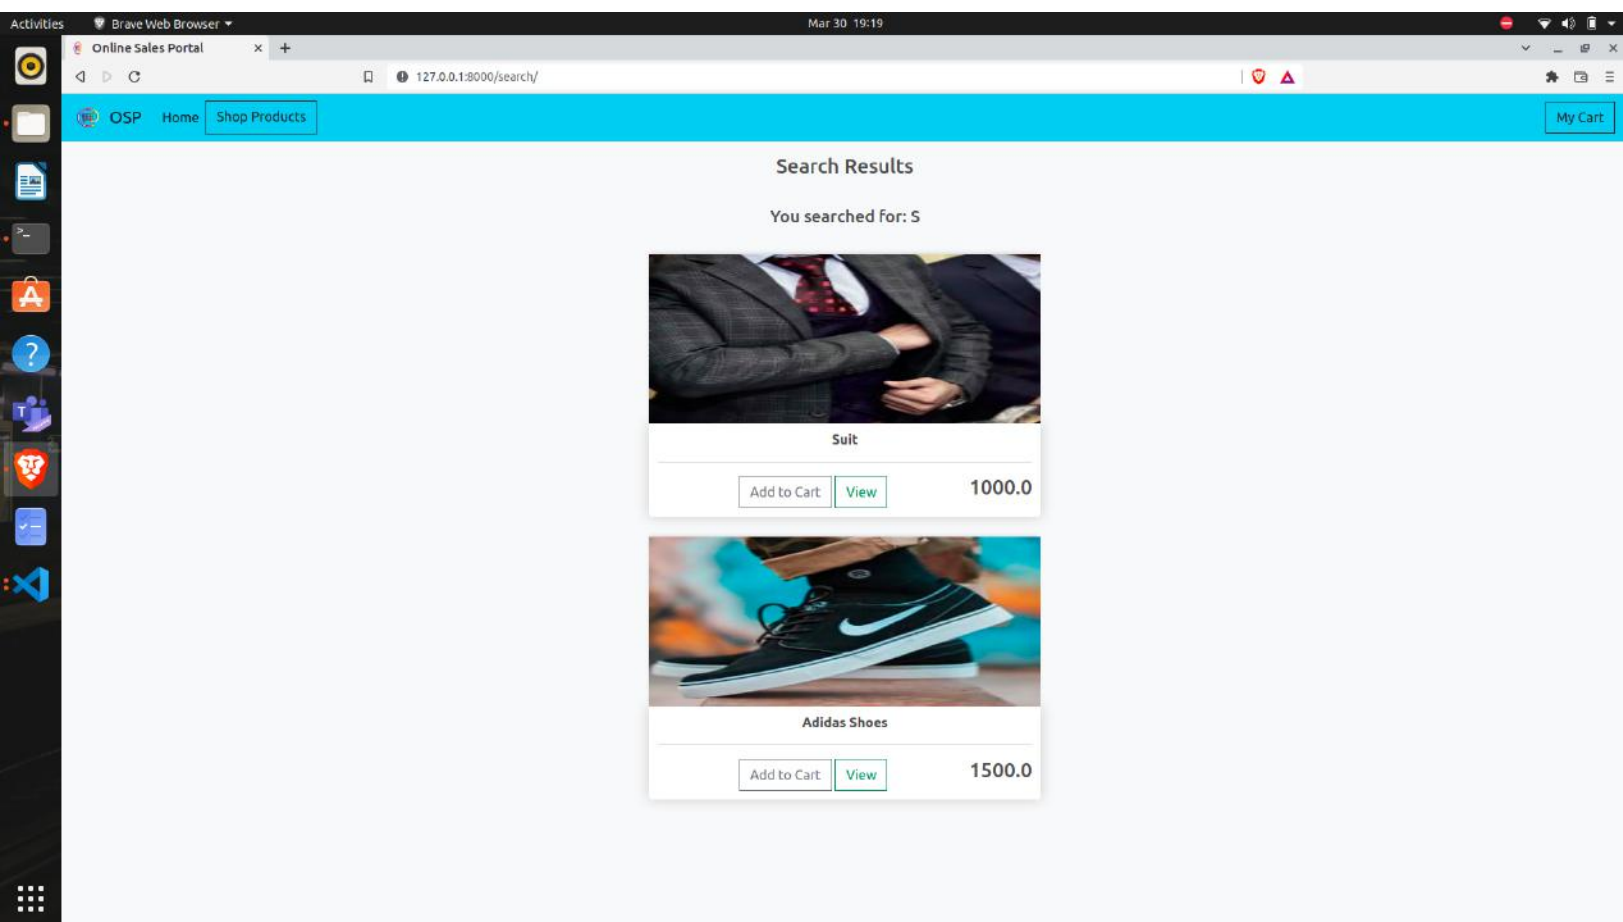 Activities Brave Web Browser Mar 30 19:19
Online Sales Portal
127.0.0.1:8000/search/
OSP Home Shop Products My Cart
Search Results
You searched for: S
Suit
Add to Cart View 1000.0
Adidas Shoes
Add to Cart View 1500.0